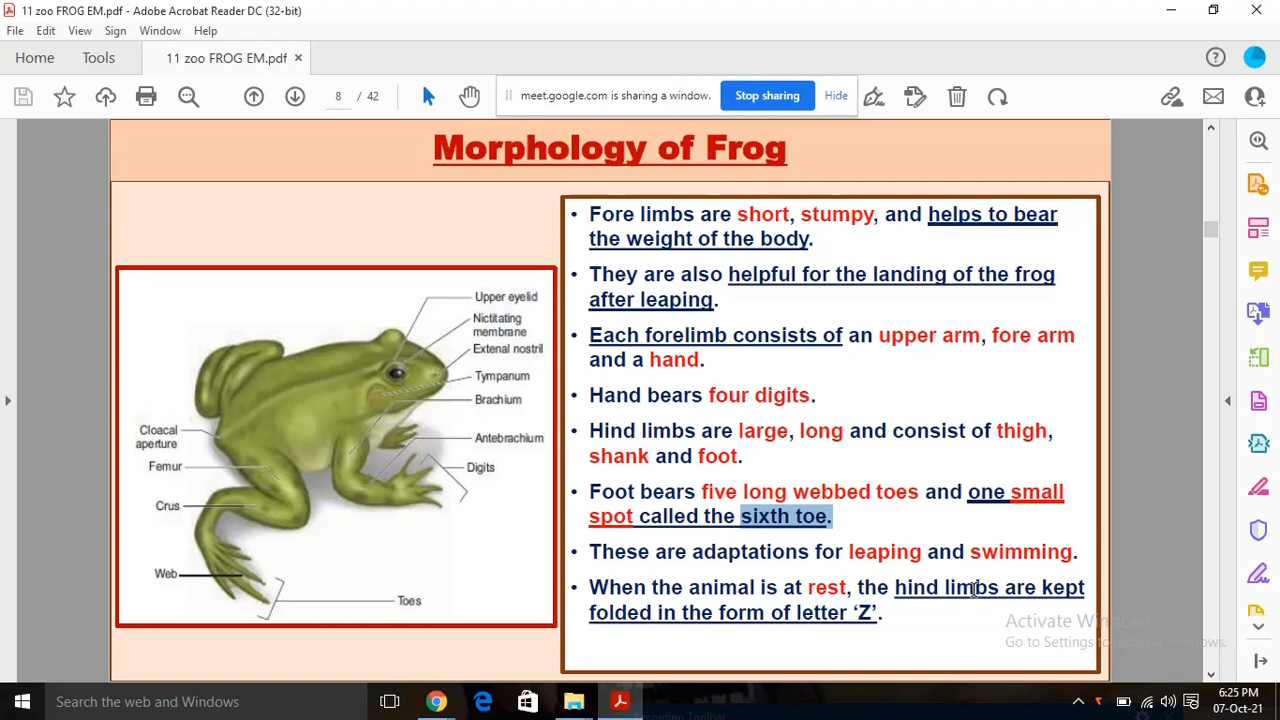 11 zoo FROG EM.pdf - Adobe Acrobat Reader DC (32-bit)
File Edit View Sign Window Help
Home Tools 11 zoo FROG EM.pdf ×
8 / 42
meet.google.com is sharing a window. Stop sharing Hide
Morphology of Frog
Upper eyelid
Nictitating
membrane
Extenal nostril
Tympanum
Brachium
Antebrachium
Digits
Cloacal
aperture
Femur
Crus
Web
Toes
• Fore limbs are short, stumpy, and helps to bear
the weight of the body.
• They are also helpful for the landing of the frog
after leaping.
• Each forelimb consists of an upper arm, fore arm
and a hand.
• Hand bears four digits.
• Hind limbs are large, long and consist of thigh,
shank and foot.
• Foot bears five long webbed toes and one small
spot called the sixth toe.
• These are adaptations for leaping and swimming.
• When the animal is at rest, the hind limbs are kept
folded in the form of letter ‘Z’.
Activate Windows
Go to Settings to activate Windows.
Search the web and Windows
Recording Toolbar
6:25 PM
07-Oct-21